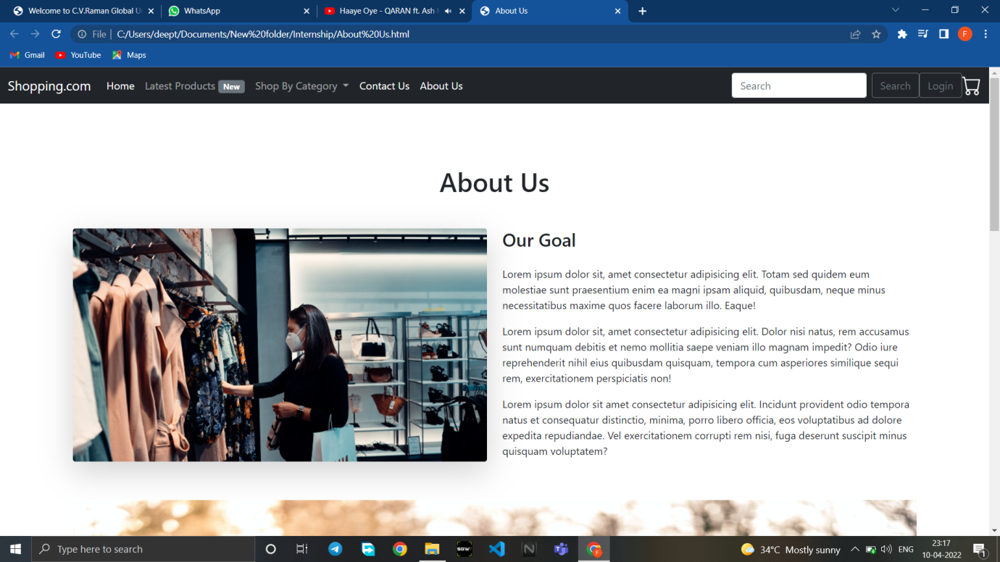 Welcome to C.V.Raman Global U
WhatsApp
Haaye Oye - QARAN ft. Ash
About Us
File
C:/Users/deept/Documents/New%20folder/Internship/About%20Us.html
F
Gmail
YouTube
Maps
Shopping.com
Home
Latest Products New
Shop By Category
Contact Us
About Us
Search
Search
Login
About Us
Our Goal
Lorem ipsum dolor sit, amet consectetur adipisicing elit. Totam sed quidem eum
molestiae sunt praesentium enim ea magni ipsam aliquid, quibusdam, neque minus
necessitatibus maxime quos facere laborum illo. Eaque!
Lorem ipsum dolor sit, amet consectetur adipisicing elit. Dolor nisi natus, rem accusamus
sunt numquam debitis et nemo mollitia saepe veniam illo magnam impedit? Odio iure
reprehenderit nihil eius quibusdam quisquam, tempora cum asperiores similique sequi
rem, exercitationem perspiciatis non!
Lorem ipsum dolor sit amet consectetur adipisicing elit. Incidunt provident odio tempora
natus et consequatur distinctio, minima, porro libero officia, eos voluptatibus ad dolore
expedita repudiandae. Vel exercitationem corrupti rem nisi, fuga deserunt suscipit minus
quisquam voluptatem?
Type here to search
SGW
N
F
34°C Mostly sunny
ENG
23:17
10-04-2022
1